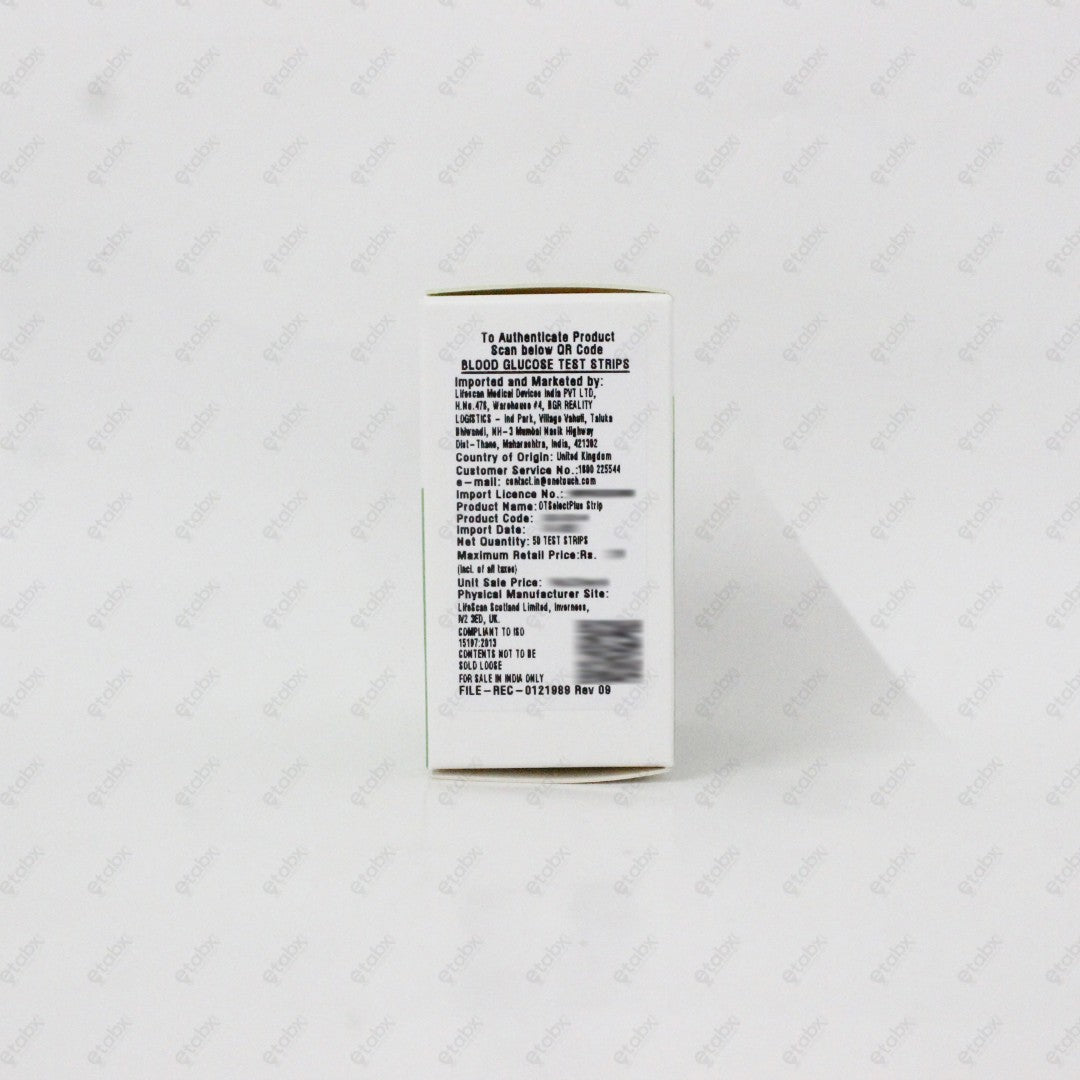 To Authenticate Product
Scan below QR Code
BLOOD GLUCOSE TEST STRIPS
Imported and Marketed by:
Lifescan Medical Devices India PVT LTD,
H.No.478, Warehouse #4, BGR REALITY
LOGISTICS - Ind Park, Village Vahuli, Taluka
Bhiwandi, NH-3 Mumbai Nasik Highway
Dist-Thane, Maharashtra, India, 421302
Country of Origin: United Kingdom
Customer Service No.:1800 225544
e-mail: contact.in@onetouch.com
Import Licence No.:
Product Name:OTSelectPlus Strip
Product Code:
Import Date:
Net Quantity: 50 TEST STRIPS
Maximum Retail Price:Rs.
(incl. of all taxes)
Unit Sale Price:
Physical Manufacturer Site:
LifeScan Scotland Limited, Inverness,
IV2 3ED, UK.
COMPLIANT TO ISO
15197:2013
CONTENTS NOT TO BE
SOLD LOOSE
FOR SALE IN INDIA ONLY
FILE-REC-0121989 Rev 09
etabx